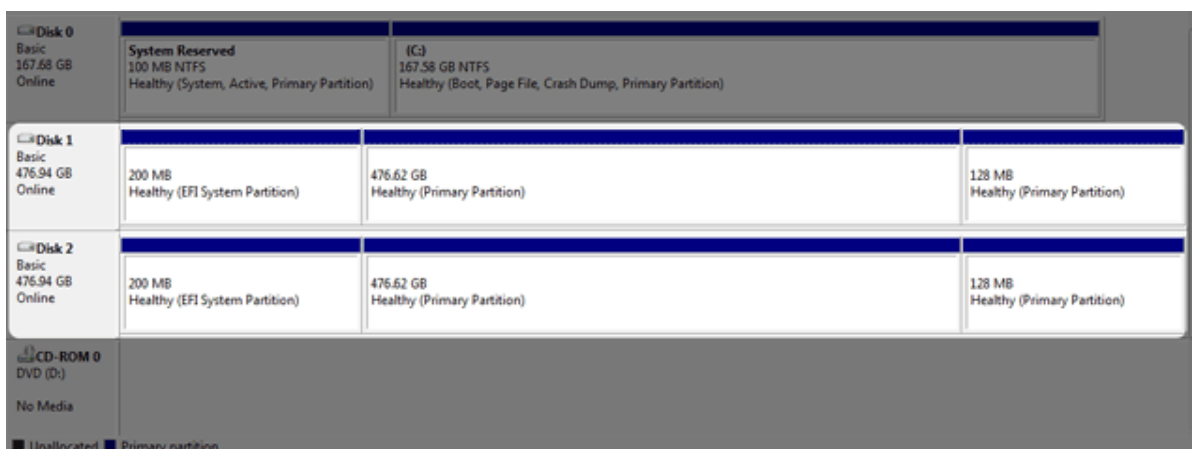 Disk 0
Basic
167.68 GB
Online
System Reserved
100 MB NTFS
Healthy (System, Active, Primary Partition)
(C:)
167.58 GB NTFS
Healthy (Boot, Page File, Crash Dump, Primary Partition)
Disk 1
Basic
476.94 GB
Online
200 MB
Healthy (EFI System Partition)
476.62 GB
Healthy (Primary Partition)
128 MB
Healthy (Primary Partition)
Disk 2
Basic
476.94 GB
Online
200 MB
Healthy (EFI System Partition)
476.62 GB
Healthy (Primary Partition)
128 MB
Healthy (Primary Partition)
CD-ROM 0
DVD (D:)
No Media
Unallocated Primary partition